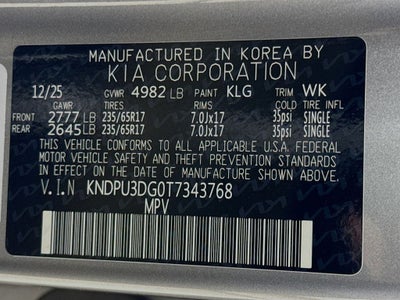 MANUFACTURED IN KOREA BY
KIA CORPORATION
12/25 GVWR 4982 LB PAINT KLG TRIM WK
GAWR TIRES RIMS COLD TIRE INFL
FRONT 2777 LB 235/65R17 7.0Jx17 35psi SINGLE
REAR 2645 LB 235/65R17 7.0Jx17 35psi SINGLE
THIS VEHICLE CONFORMS TO ALL APPLICABLE U.S.A FEDERAL
MOTOR VEHICLE SAFETY, BUMPER, AND THEFT PREVENTION STANDARDS
IN EFFECT ON THE DATE OF MANUFACTURE SHOWN ABOVE.
V.I.N KNDPU3DG0T7343768
MPV